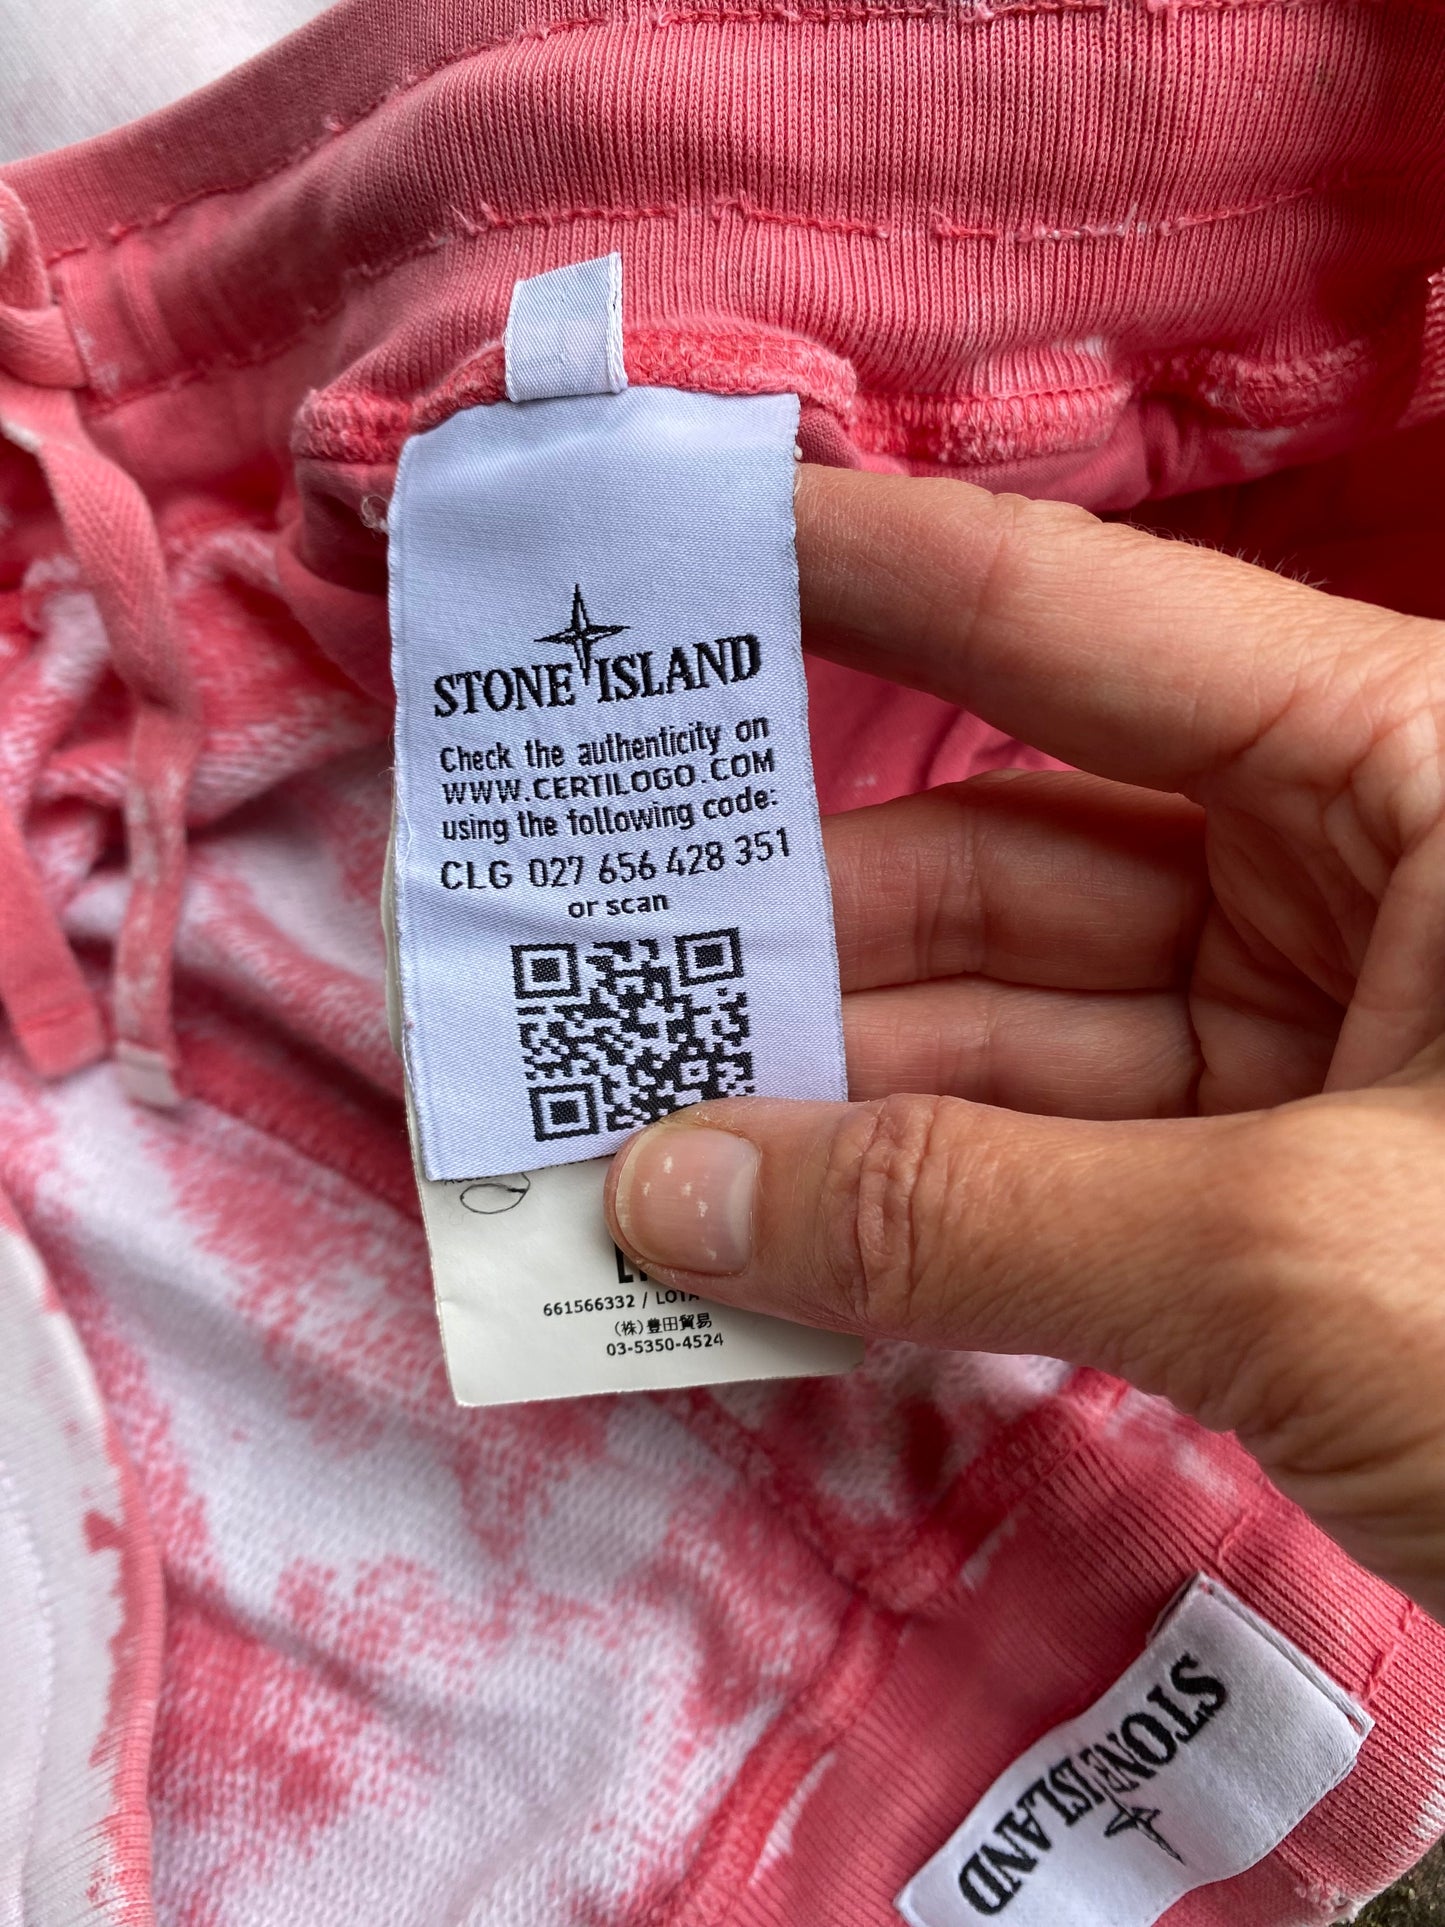 STONE ISLAND
Check the authenticity on
WWW.CERTILOGO.COM
using the following code:
CLG 027 656 428 351
or scan
661566332 / LOTA
(株)豊田貿易
03-5350-4524
STONE ISLAND